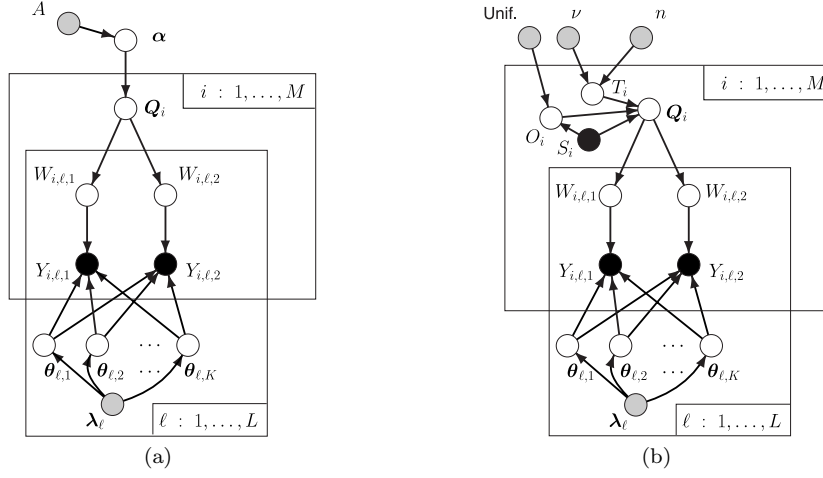 A
α
i : 1, . . . , M
Q_i
W_{i,ℓ,1}
W_{i,ℓ,2}
Y_{i,ℓ,1}
Y_{i,ℓ,2}
θ_{ℓ,1}
θ_{ℓ,2}
· · ·
· · ·
θ_{ℓ,K}
λ_ℓ
ℓ : 1, . . . , L
(a)
Unif.
ν
n
T_i
i : 1, . . . , M
O_i
S_i
Q_i
W_{i,ℓ,1}
W_{i,ℓ,2}
Y_{i,ℓ,1}
Y_{i,ℓ,2}
θ_{ℓ,1}
θ_{ℓ,2}
· · ·
· · ·
θ_{ℓ,K}
λ_ℓ
ℓ : 1, . . . , L
(b)